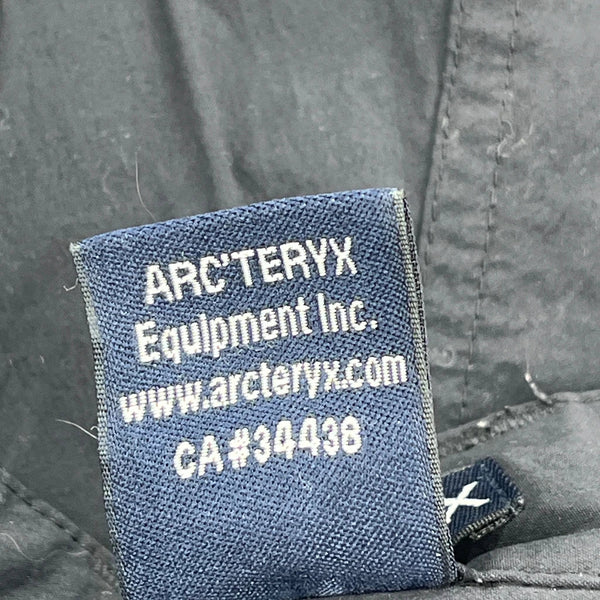 ARC'TERYX
Equipment Inc.
www.arcteryx.com
CA #34438
X